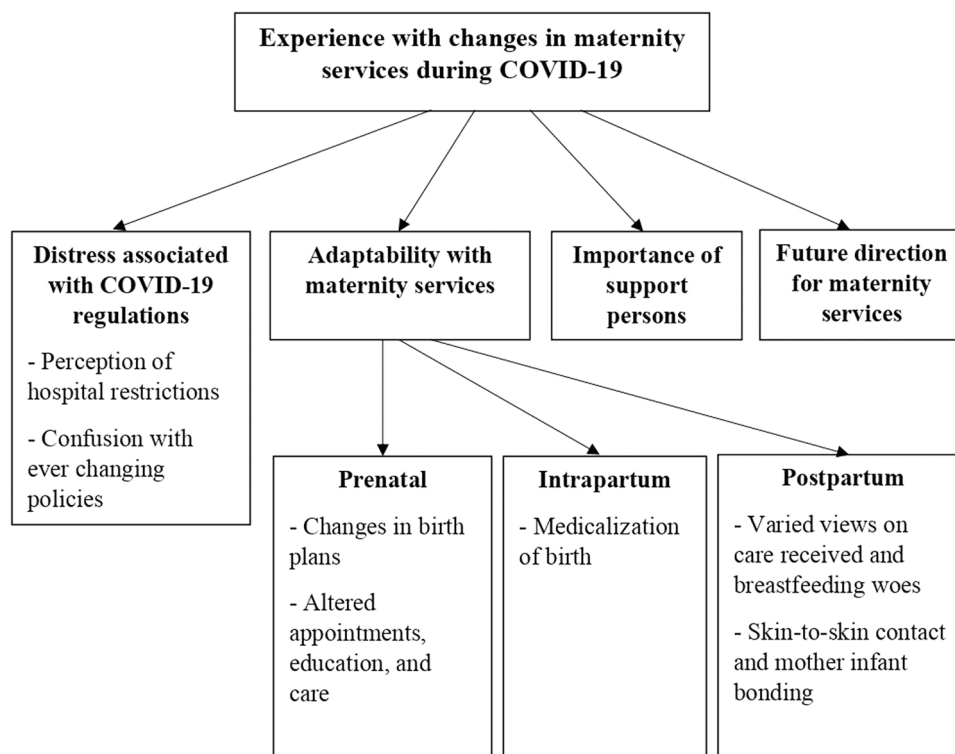 Experience with changes in maternity
services during COVID-19
Distress associated
with COVID-19
regulations
- Perception of
hospital restrictions
- Confusion with
ever changing
policies
Adaptability with
maternity services
Importance of
support
persons
Future direction
for maternity
services
Prenatal
- Changes in birth
plans
- Altered
appointments,
education, and
care
Intrapartum
- Medicalization
of birth
Postpartum
- Varied views on
care received and
breastfeeding woes
- Skin-to-skin contact
and mother infant
bonding